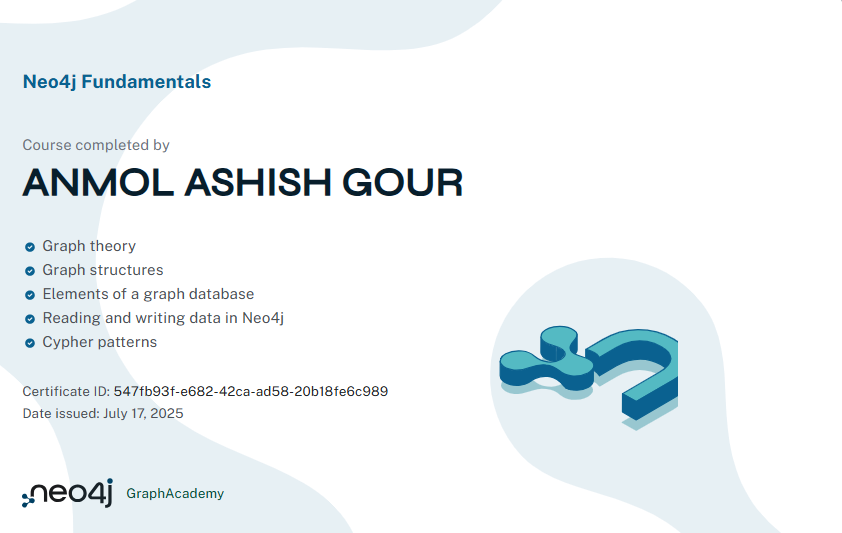 Neo4j Fundamentals
Course completed by
ANMOL ASHISH GOUR
Graph theory
Graph structures
Elements of a graph database
Reading and writing data in Neo4j
Cypher patterns
Certificate ID: 547fb93f-e682-42ca-ad58-20b18fe6c989
Date issued: July 17, 2025
neo4j GraphAcademy